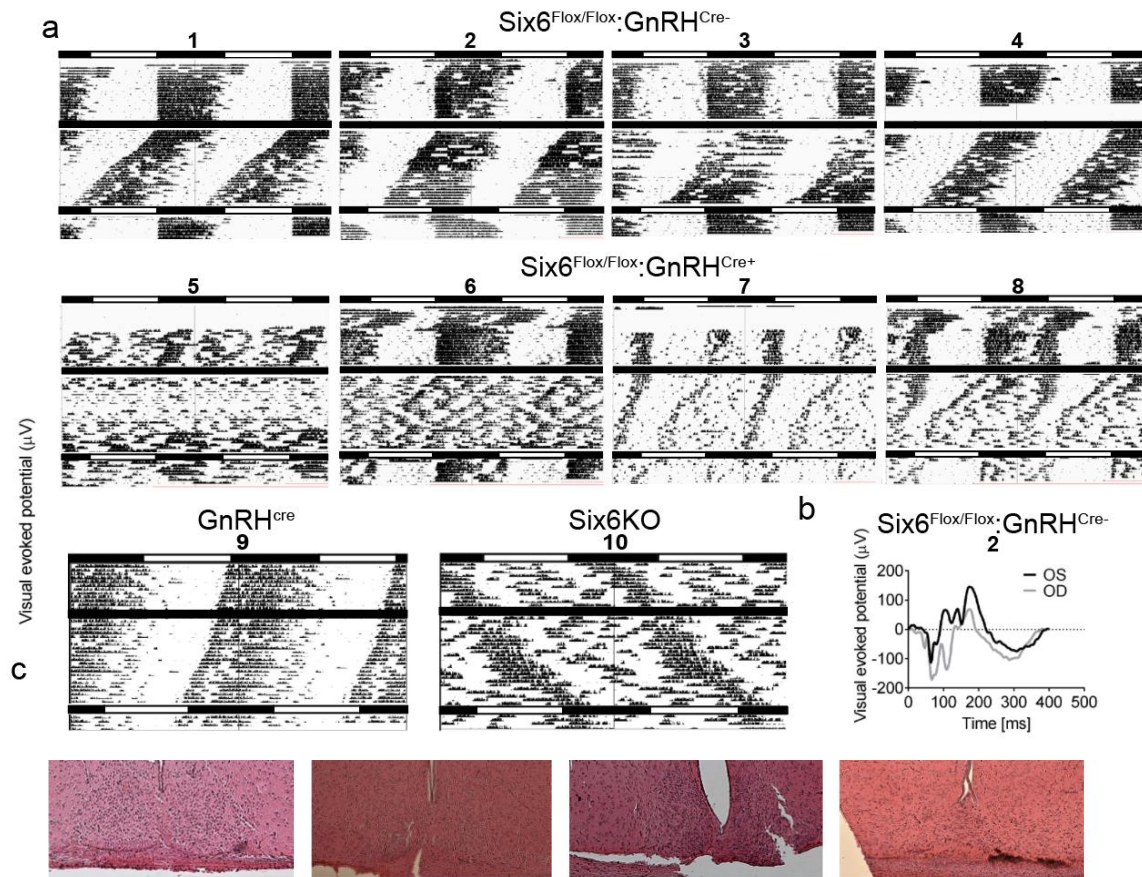 a
Six6Flox/Flox:GnRHCre-
1 2 3 4
Six6Flox/Flox:GnRHCre+
5 6 7 8
Visual evoked potential (µV)
GnRHcre
9
Six6KO
10
b
Six6Flox/Flox:GnRHCre-
2
Visual evoked potential (µV)
200
100
0
-100
-200
OS
OD
0 100 200 300 400 500
Time [ms]
c